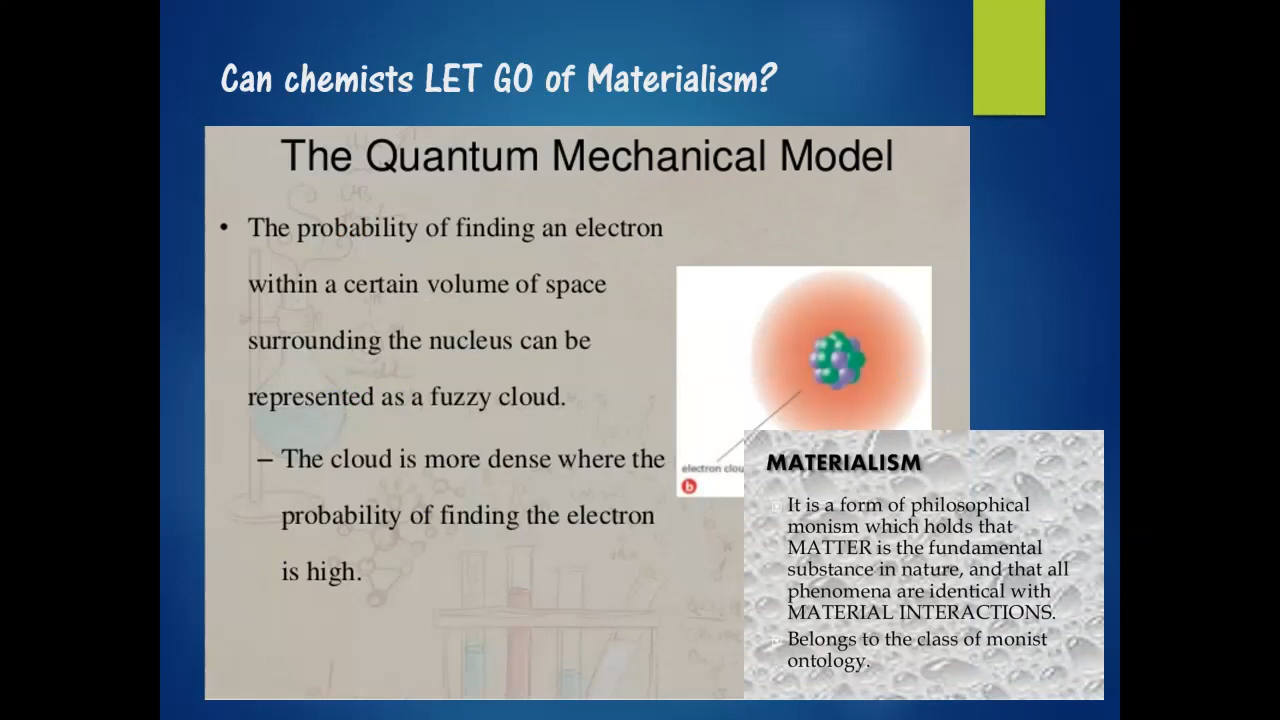 Can chemists LET GO of Materialism?
The Quantum Mechanical Model
• The probability of finding an electron
within a certain volume of space
surrounding the nucleus can be
represented as a fuzzy cloud.
– The cloud is more dense where the
probability of finding the electron
is high.
electron clou
b
MATERIALISM
It is a form of philosophical
monism which holds that
MATTER is the fundamental
substance in nature, and that all
phenomena are identical with
MATERIAL INTERACTIONS.
Belongs to the class of monist
ontology.